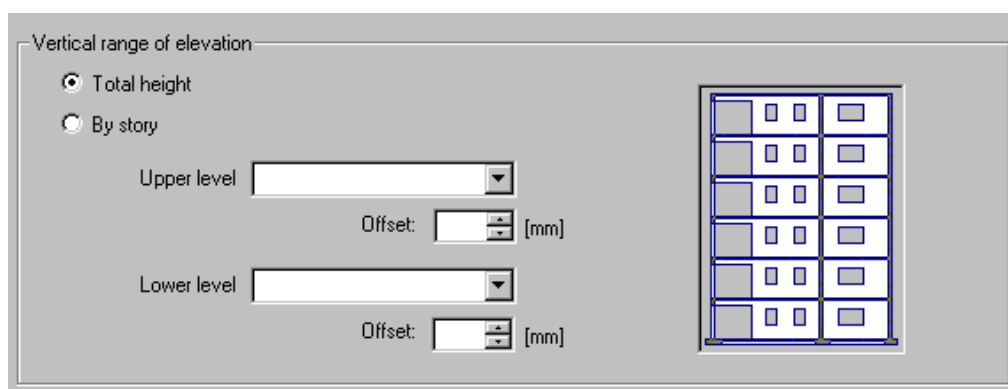 Vertical range of elevation
Total height
By story
Upper level
Offset: [mm]
Lower level
Offset: [mm]